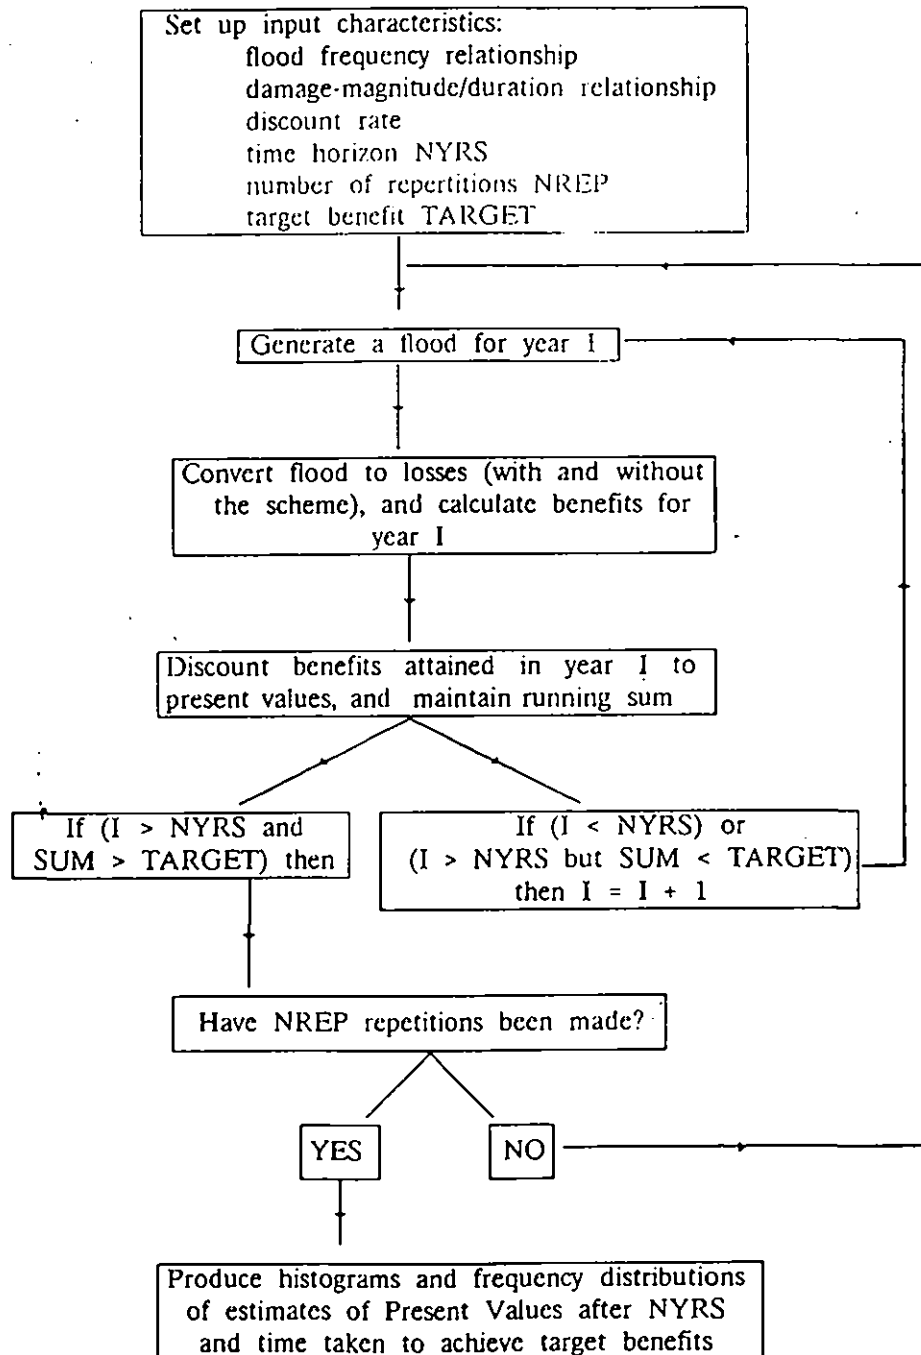 Set up input characteristics:
flood frequency relationship
damage-magnitude/duration relationship
discount rate
time horizon NYRS
number of repertitions NREP
target benefit TARGET
Generate a flood for year I
Convert flood to losses (with and without
the scheme), and calculate benefits for
year I
Discount benefits attained in year I to
present values, and maintain running sum
If (I > NYRS and
SUM > TARGET) then
If (I < NYRS) or
(I > NYRS but SUM < TARGET)
then I = I + 1
Have NREP repetitions been made?
YES
NO
Produce histograms and frequency distributions
of estimates of Present Values after NYRS
and time taken to achieve target benefits